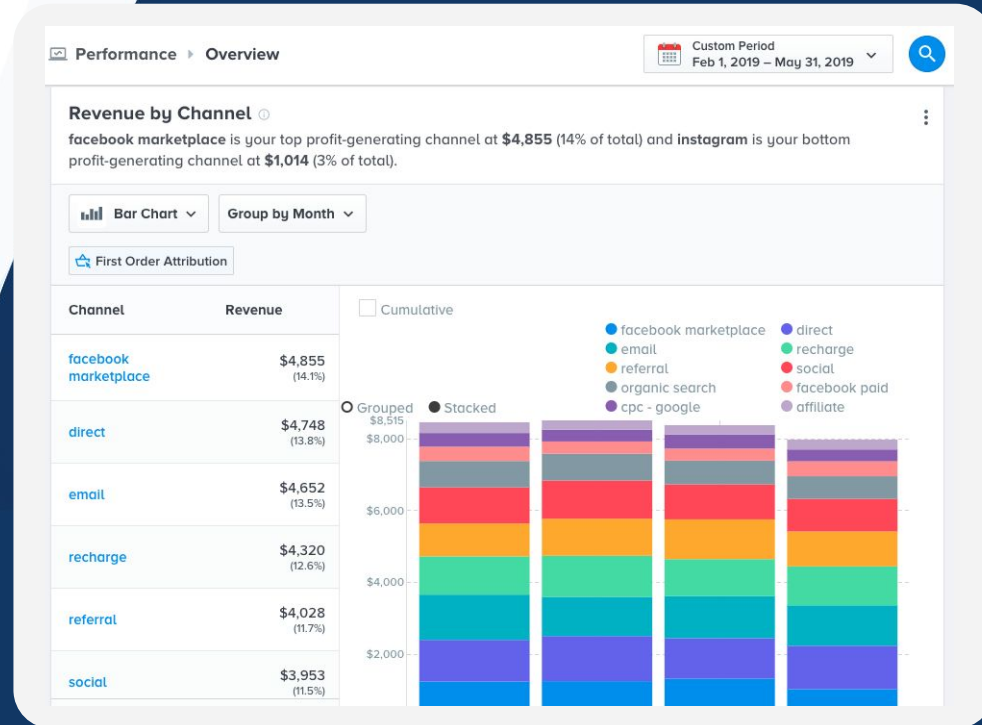 Performance Overview
Custom Period
Feb 1, 2019 – May 31, 2019
Revenue by Channel
facebook marketplace is your top profit-generating channel at $4,855 (14% of total) and instagram is your bottom
profit-generating channel at $1,014 (3% of total).
Bar Chart
Group by Month
First Order Attribution
Channel Revenue
facebook
marketplace
$4,855
(14.1%)
direct
$4,748
(13.8%)
email
$4,652
(13.5%)
recharge
$4,320
(12.6%)
referral
$4,028
(11.7%)
social
$3,953
(11.5%)
Cumulative
facebook marketplace direct
email recharge
referral social
organic search facebook paid
cpc - google affiliate
Grouped Stacked
$8,515
$8,000
$6,000
$4,000
$2,000